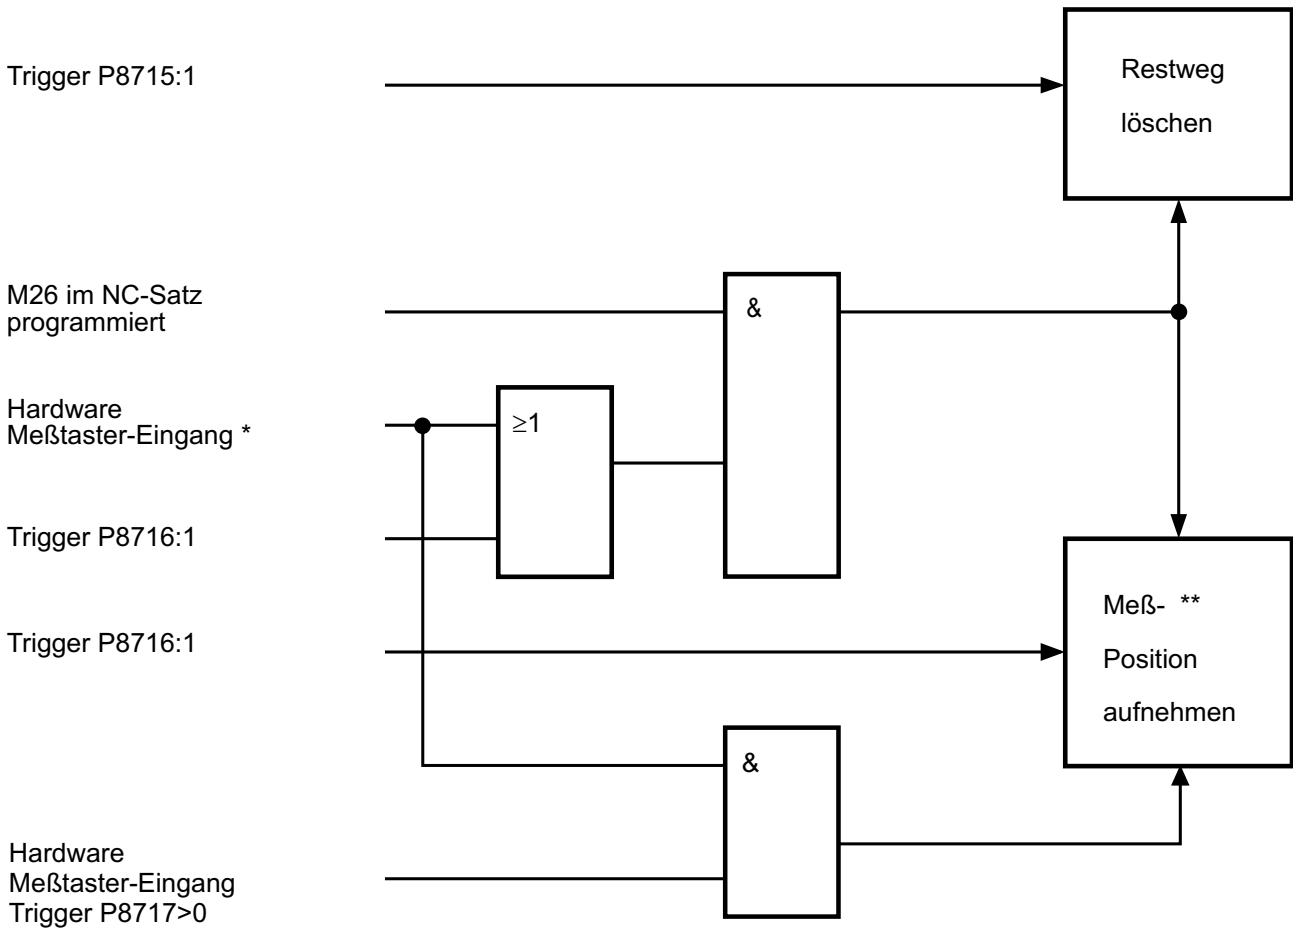 Trigger P8715:1
Restweg
löschen
M26 im NC-Satz
programmiert
&
Hardware
Meßtaster-Eingang *
≥1
Trigger P8716:1
Meß- **
Position
aufnehmen
Trigger P8716:1
&
Hardware
Meßtaster-Eingang
Trigger P8717>0